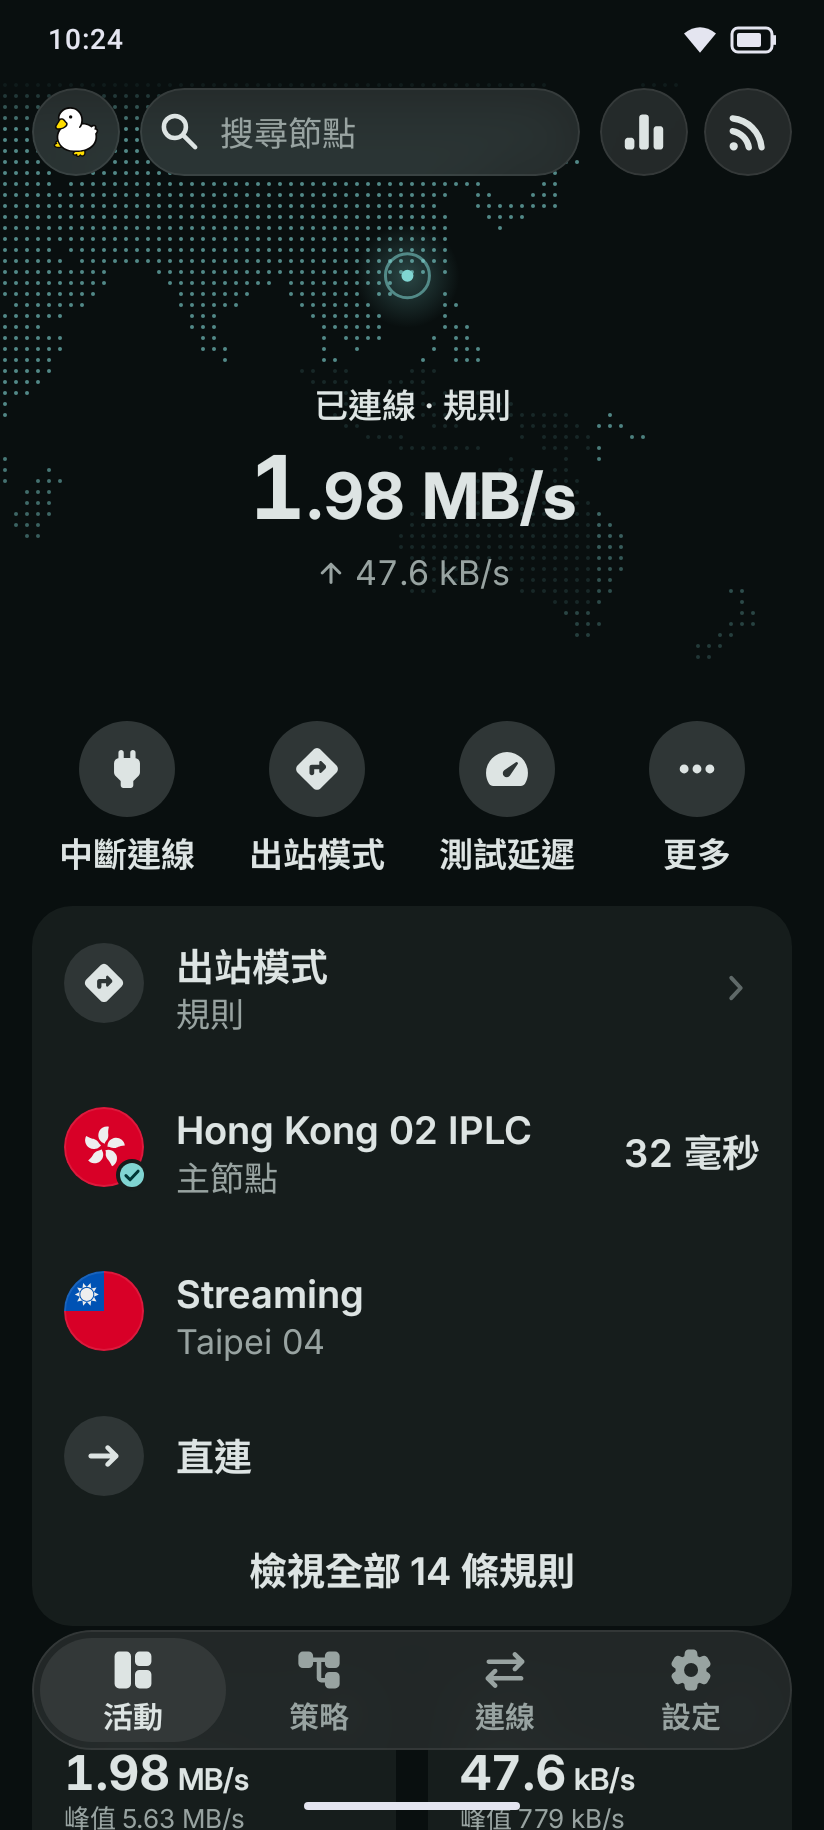 10:24
搜尋節點
已連線 · 規則
1.98 MB/s
↑ 47.6 kB/s
中斷連線
出站模式
測試延遲
更多
出站模式
規則
Hong Kong 02 IPLC
主節點
32 毫秒
Streaming
Taipei 04
直連
檢視全部 14 條規則
活動
策略
連線
設定
1.98 MB/s
47.6 kB/s
峰值 5.63 MB/s
峰值 779 kB/s